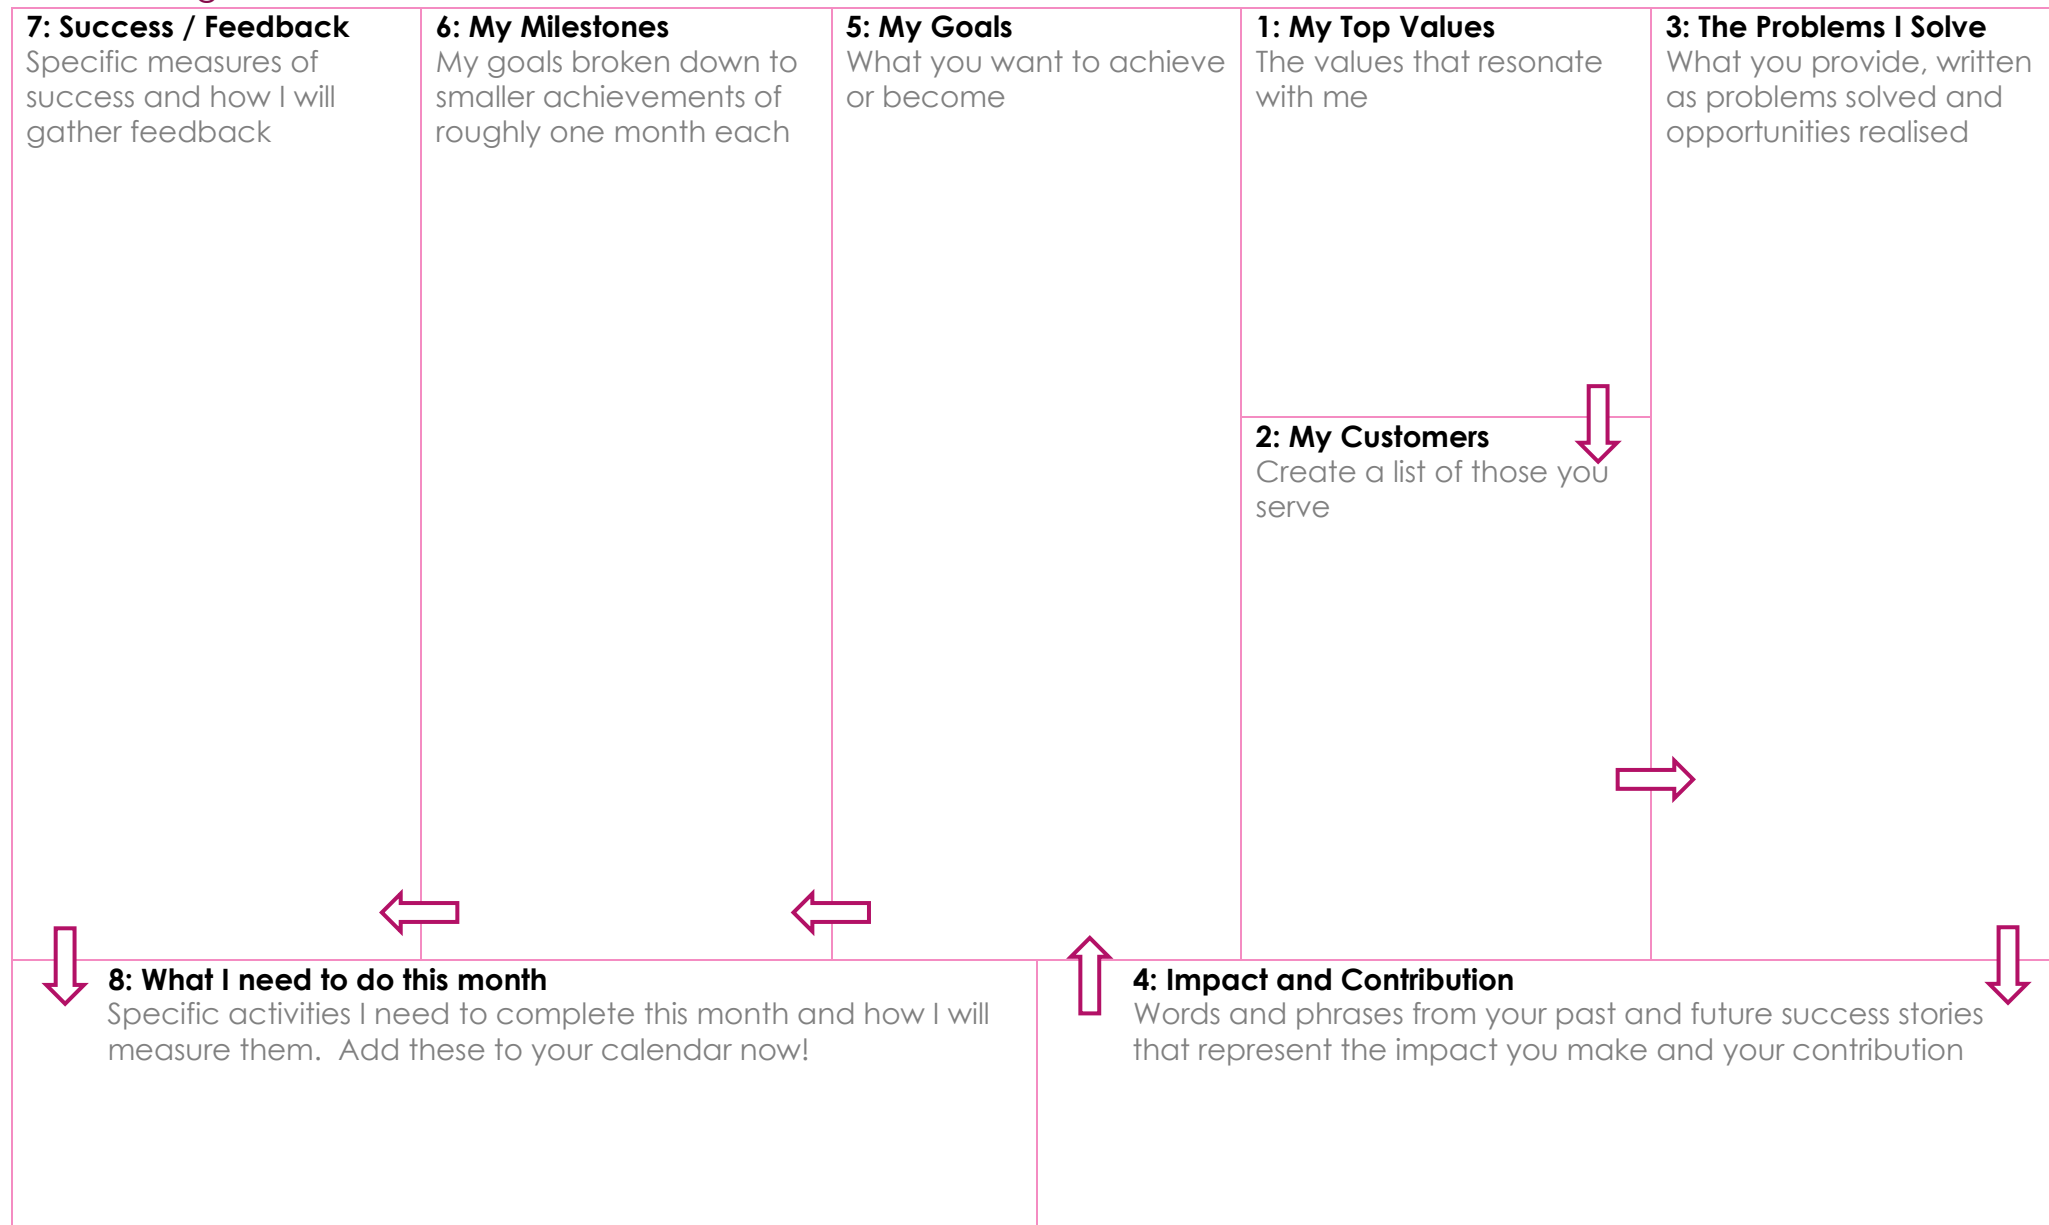 7: Success / Feedback
Specific measures of
success and how I will
gather feedback
6: My Milestones
My goals broken down to
smaller achievements of
roughly one month each
5: My Goals
What you want to achieve
or become
1: My Top Values
The values that resonate
with me
3: The Problems I Solve
What you provide, written
as problems solved and
opportunities realised
2: My Customers
Create a list of those you
serve
8: What I need to do this month
Specific activities I need to complete this month and how I will
measure them.  Add these to your calendar now!
4: Impact and Contribution
Words and phrases from your past and future success stories
that represent the impact you make and your contribution